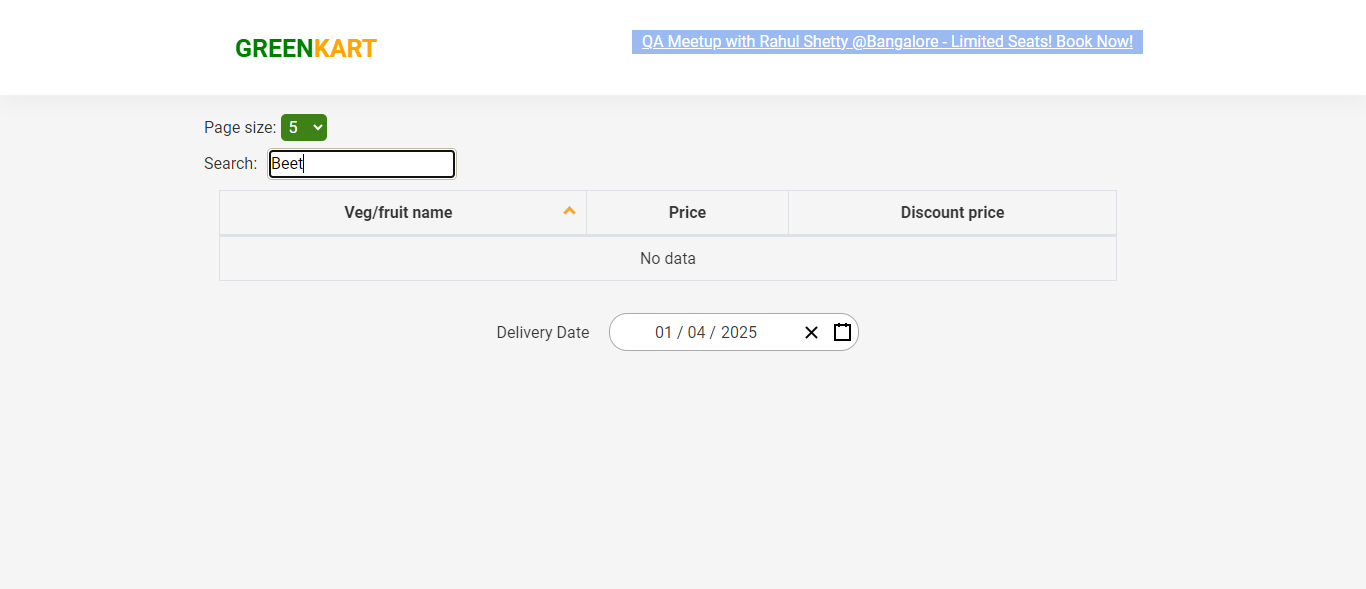 GREENKART
QA Meetup with Rahul Shetty @Bangalore - Limited Seats! Book Now!
Page size: 5
Search: Beet
Veg/fruit name Price Discount price
No data
Delivery Date 01 / 04 / 2025